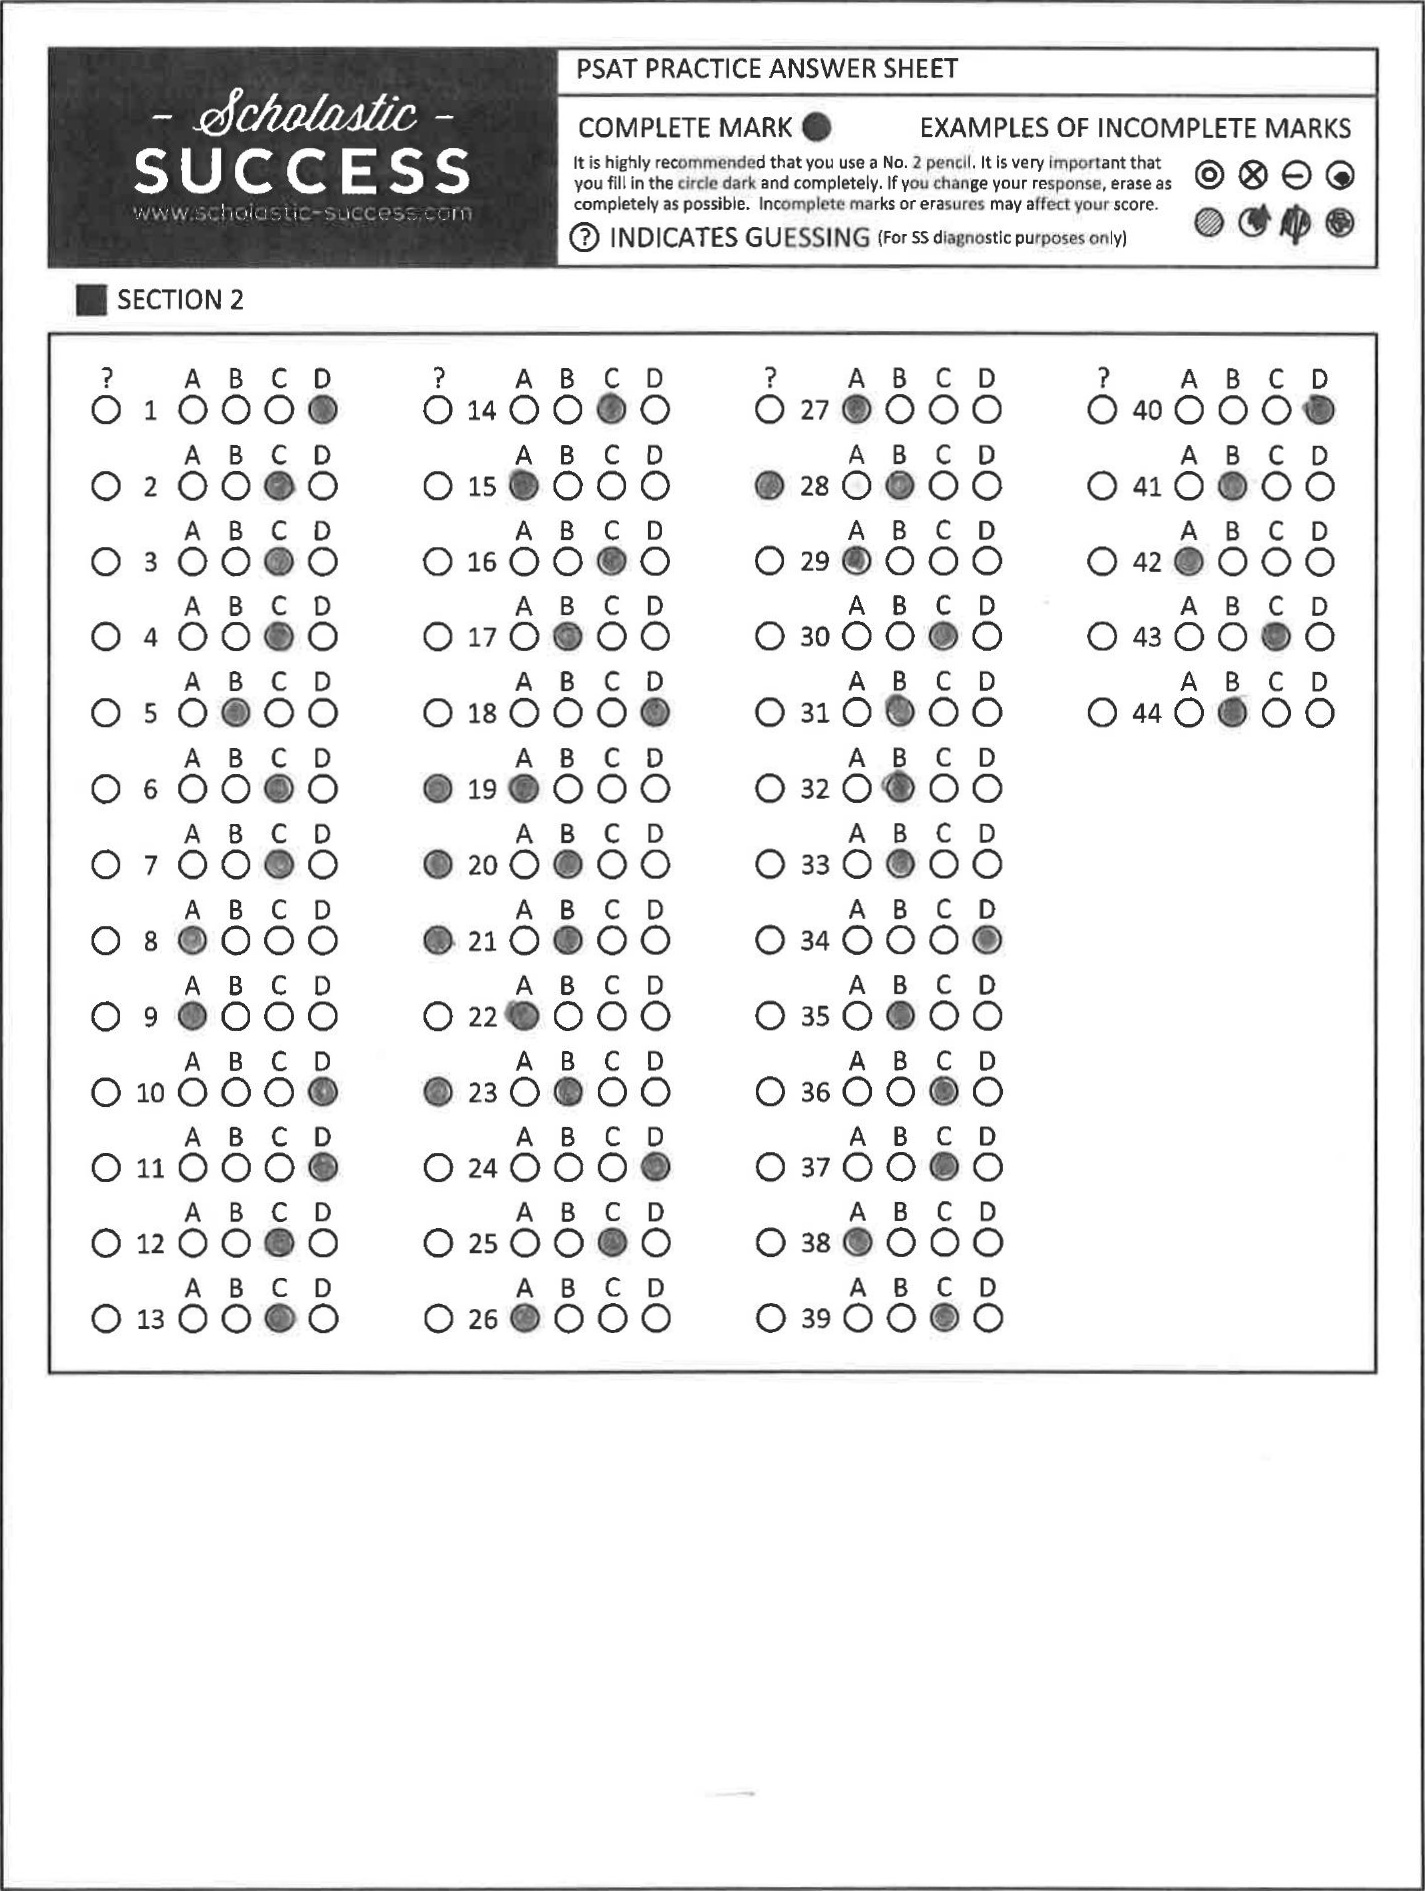 - Scholastic -
SUCCESS
www.scholastic-success.com
PSAT PRACTICE ANSWER SHEET
COMPLETE MARK EXAMPLES OF INCOMPLETE MARKS
It is highly recommended that you use a No. 2 pencil. It is very important that
you fill in the circle dark and completely. If you change your response, erase as
completely as possible. Incomplete marks or erasures may affect your score.
? INDICATES GUESSING (For SS diagnostic purposes only)
SECTION 2
? A B C D
1
A B C D
2
A B C D
3
A B C D
4
A B C D
5
A B C D
6
A B C D
7
A B C D
8
A B C D
9
A B C D
10
A B C D
11
A B C D
12
A B C D
13
? A B C D
14
A B C D
15
A B C D
16
A B C D
17
A B C D
18
A B C D
19
A B C D
20
A B C D
21
A B C D
22
A B C D
23
A B C D
24
A B C D
25
A B C D
26
? A B C D
27
A B C D
28
A B C D
29
A B C D
30
A B C D
31
A B C D
32
A B C D
33
A B C D
34
A B C D
35
A B C D
36
A B C D
37
A B C D
38
A B C D
39
? A B C D
40
A B C D
41
A B C D
42
A B C D
43
A B C D
44